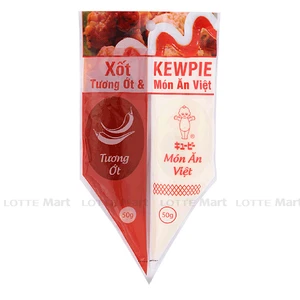 Xốt KEWPIE
Tương Ớt & Món Ăn Việt
Tương
Ớt
キユーピー
Món Ăn
Việt
LOTTE Mart LOTTE Mart LOTTE Mart
50g 50g